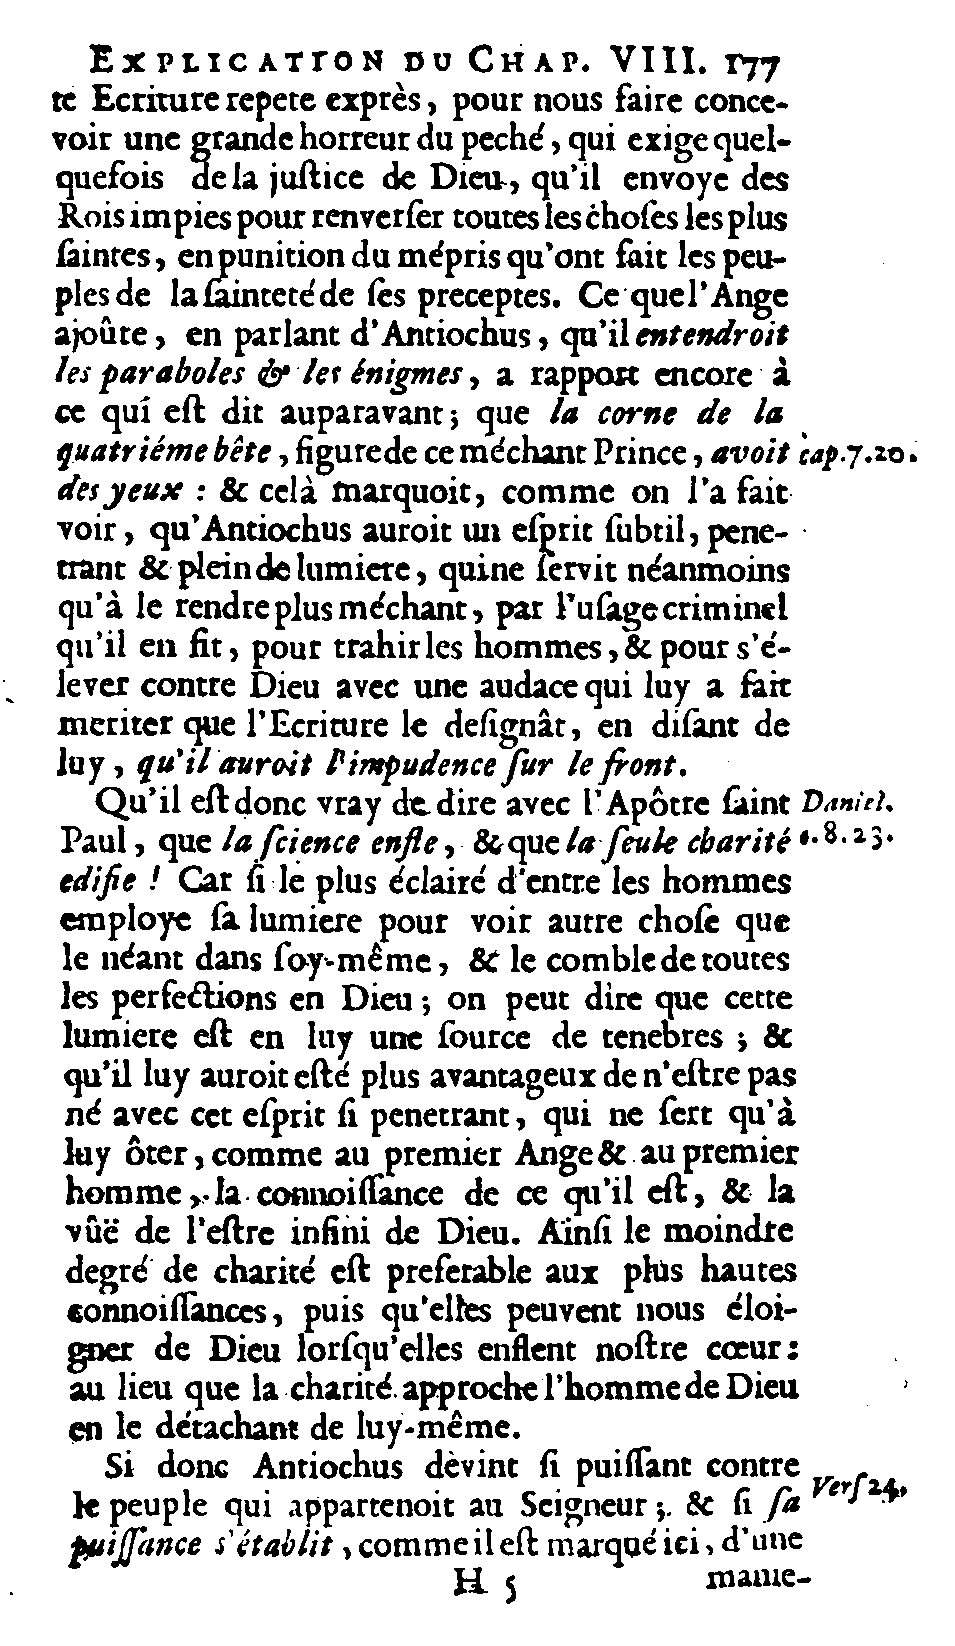 EXPLICATION DU CHAP. VIII. 177
te Ecriture repete exprès, pour nous faire conce-
voir une grande horreur du peché, qui exige quel-
quefois de la juſtice de Dieu, qu'il envoye des
Rois impies pour renverſer toutes les choſes les plus
ſaintes, en punition du mépris qu'ont fait les peu-
ples de la ſainteté de ſes preceptes. Ce que l'Ange
ajoûte, en parlant d'Antiochus, qu'il entendroit
les paraboles & les énigmes, a rapport encore à
ce qui eſt dit auparavant; que la corne de la
quatriéme bête, figure de ce méchant Prince, avoit cap.7.20.
des yeux : & celà marquoit, comme on l'a fait
voir, qu'Antiochus auroit un eſprit ſubtil, pene-
trant & plein de lumiere, qui ne ſervit néanmoins
qu'à le rendre plus méchant, par l'uſage criminel
qu'il en fit, pour trahir les hommes, & pour s'é-
lever contre Dieu avec une audace qui luy a fait
meriter que l'Ecriture le deſignât, en diſant de
luy, qu'il auroit l'impudence ſur le front.
Qu'il eſt donc vray de dire avec l'Apôtre ſaint Daniel.
Paul, que la ſcience enfle, & que la ſeule charité c.8.23.
edifie ! Car ſi le plus éclairé d'entre les hommes
employe ſa lumiere pour voir autre choſe que
le néant dans ſoy-même, & le comble de toutes
les perfections en Dieu; on peut dire que cette
lumiere eſt en luy une ſource de tenebres; &
qu'il luy auroit eſté plus avantageux de n'eſtre pas
né avec cet eſprit ſi penetrant, qui ne ſert qu'à
luy ôter, comme au premier Ange & au premier
homme, la connoiſſance de ce qu'il eſt, & la
vûë de l'eſtre infini de Dieu. Ainſi le moindre
degré de charité eſt preferable aux plus hautes
connoiſſances, puis qu'elles peuvent nous éloi-
gner de Dieu lorſqu'elles enflent noſtre cœur:
au lieu que la charité approche l'homme de Dieu
en le détachant de luy-même.
Si donc Antiochus devint ſi puiſſant contre
le peuple qui appartenoit au Seigneur; & ſi ſa Verſ 24.
puiſſance s'établit, comme il eſt marqué ici, d'une
H 5 manie-